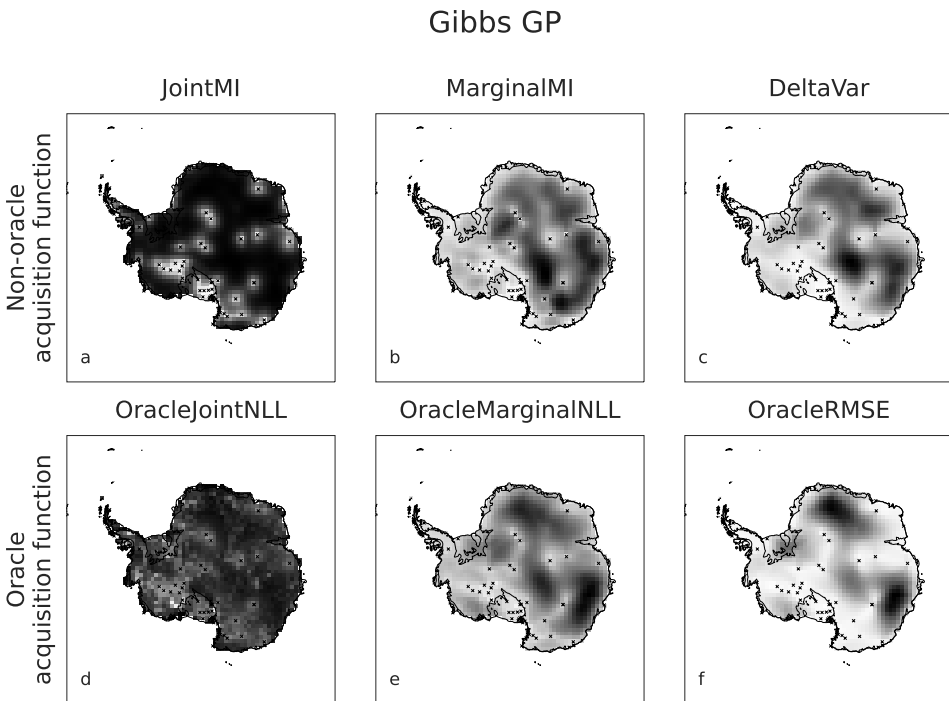 Gibbs GP
JointMI
MarginalMI
DeltaVar
Non-oracle
acquisition function
a
b
c
OracleJointNLL
OracleMarginalNLL
OracleRMSE
Oracle
acquisition function
d
e
f